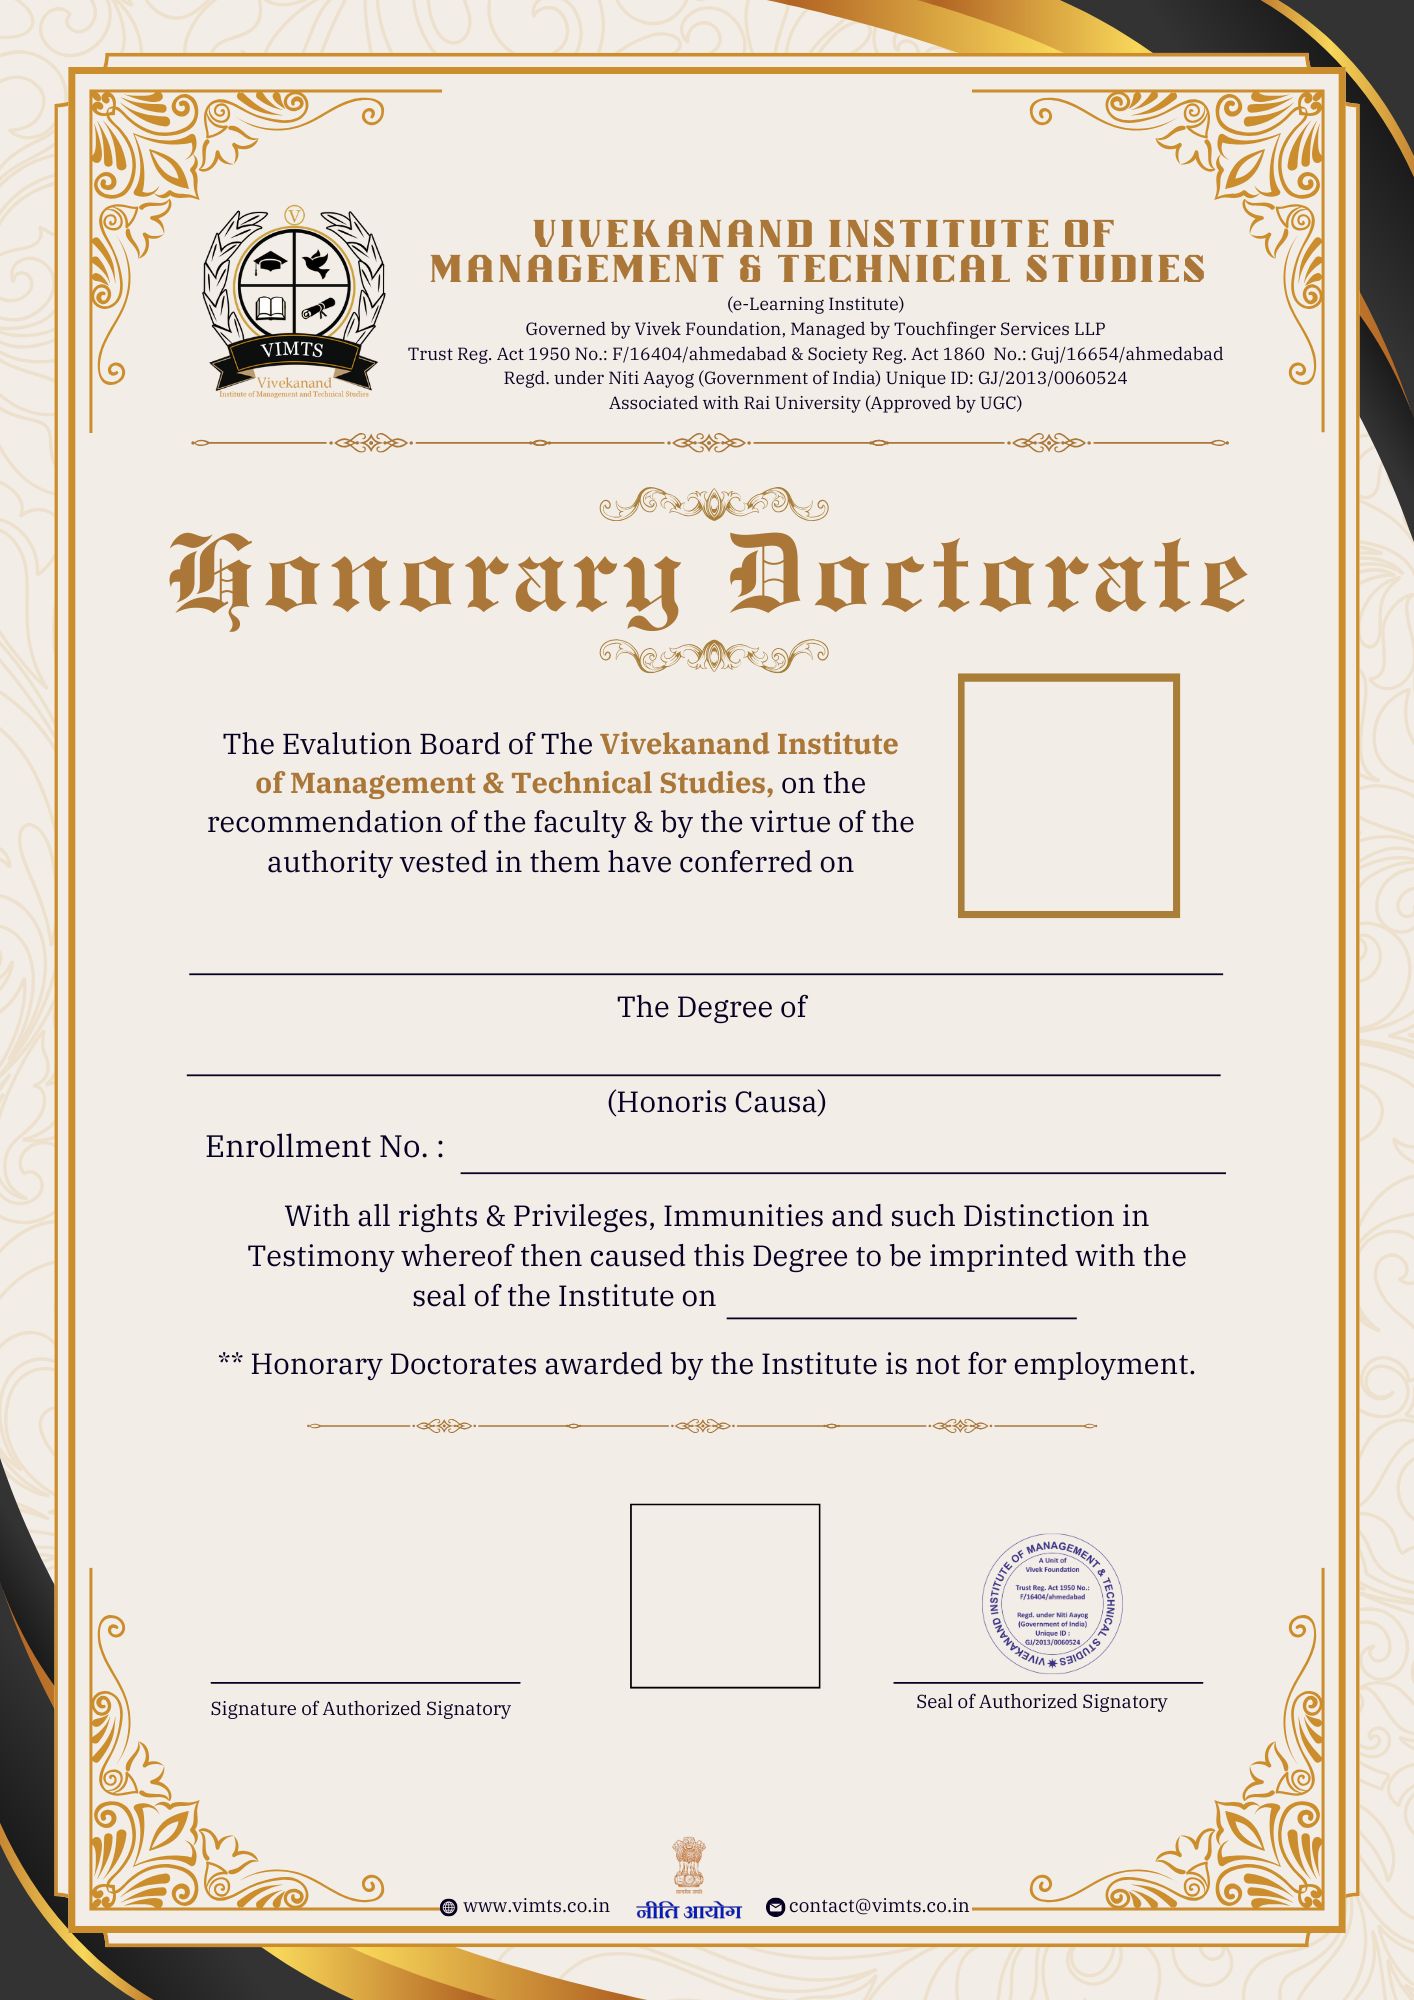 V
VIMTS
Vivekanand
Institute of Management and Technical Studies
VIVEKANAND INSTITUTE OF
MANAGEMENT & TECHNICAL STUDIES
(e-Learning Institute)
Governed by Vivek Foundation, Managed by Touchfinger Services LLP
Trust Reg. Act 1950 No.: F/16404/ahmedabad & Society Reg. Act 1860 No.: Guj/16654/ahmedabad
Regd. under Niti Aayog (Government of India) Unique ID: GJ/2013/0060524
Associated with Rai University (Approved by UGC)
Honorary Doctorate
The Evalution Board of The Vivekanand Institute
of Management & Technical Studies, on the
recommendation of the faculty & by the virtue of the
authority vested in them have conferred on
The Degree of
(Honoris Causa)
Enrollment No. :
With all rights & Privileges, Immunities and such Distinction in
Testimony whereof then caused this Degree to be imprinted with the
seal of the Institute on
** Honorary Doctorates awarded by the Institute is not for employment.
VIVEKANAND INSTITUTE OF MANAGEMENT & TECHNICAL STUDIES
A Unit of
Vivek Foundation
Trust Reg. Act 1950 No.:
F/16404/ahmedabad
Regd. under Niti Aayog
(Government of India)
Unique ID :
GJ/2013/0060524
Signature of Authorized Signatory
Seal of Authorized Signatory
www.vimts.co.in
नीति आयोग
contact@vimts.co.in